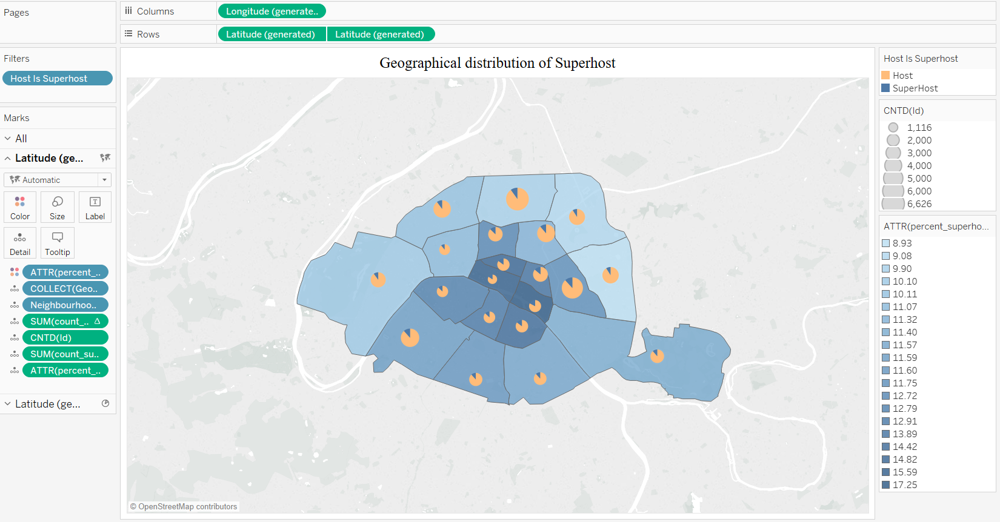 Pages
Columns
Longitude (generate..
Rows
Latitude (generated)
Latitude (generated)
Filters
Host Is Superhost
Marks
All
Latitude (ge...
Automatic
Color
Size
Label
Detail
Tooltip
ATTR(percent_..
COLLECT(Geo..
Neighbourhoo..
SUM(count_.. Δ
CNTD(Id)
SUM(count_su..
ATTR(percent_..
Latitude (ge...
Geographical distribution of Superhost
© OpenStreetMap contributors
Host Is Superhost
Host
SuperHost
CNTD(Id)
1,116
2,000
3,000
4,000
5,000
6,000
6,626
ATTR(percent_superho...
8.93
9.08
9.90
10.10
10.11
11.07
11.32
11.40
11.57
11.59
11.60
11.75
12.72
12.79
12.91
13.89
14.42
14.82
15.59
17.25